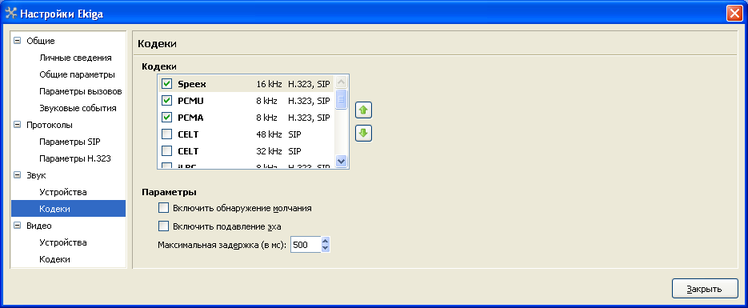 Настройки Ekiga
Общие
Личные сведения
Общие параметры
Параметры вызовов
Звуковые события
Протоколы
Параметры SIP
Параметры H.323
Звук
Устройства
Кодеки
Видео
Устройства
Кодеки
Кодеки
Кодеки
Speex 16 kHz H.323, SIP
PCMU 8 kHz H.323, SIP
PCMA 8 kHz H.323, SIP
CELT 48 kHz SIP
CELT 32 kHz SIP
iLBC 8 kHz H.323, SIP
Параметры
Включить обнаружение молчания
Включить подавление эха
Максимальная задержка (в мс): 500
Закрыть